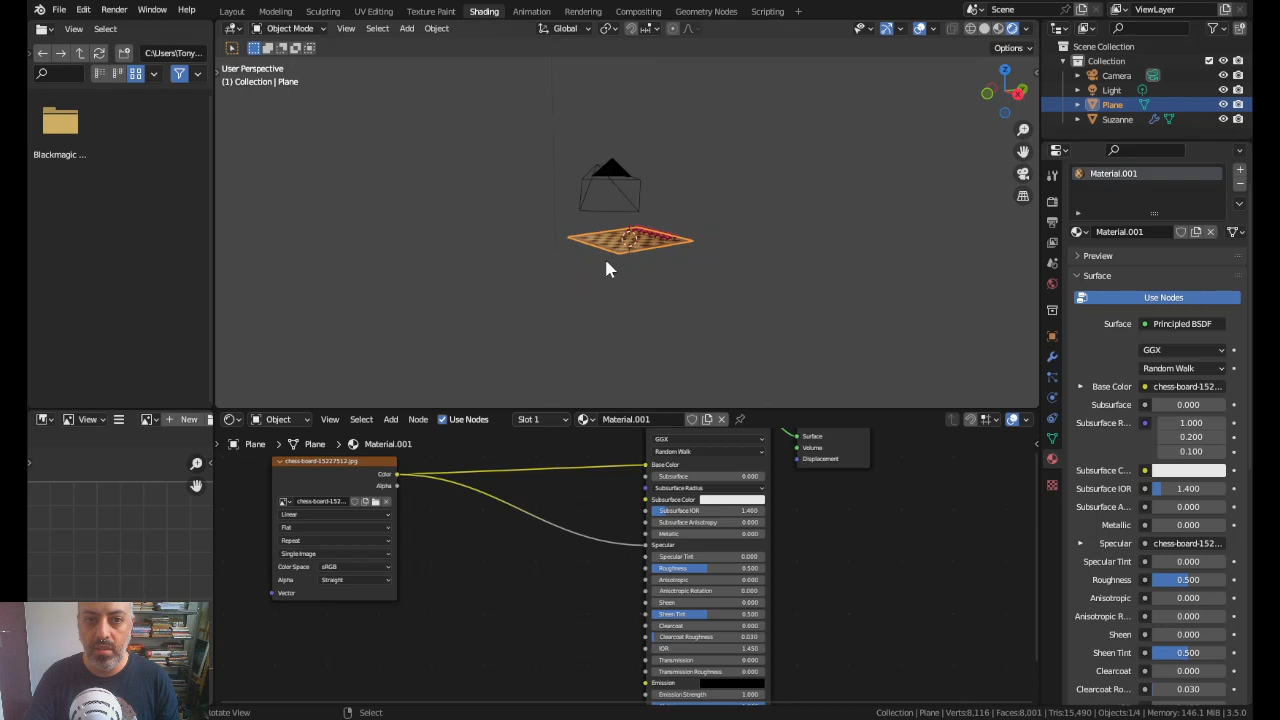 File Edit Render Window Help
Layout Modeling Sculpting UV Editing Texture Paint Shading Animation Rendering Compositing Geometry Nodes Scripting +
Scene
ViewLayer
View Select
Object Mode View Select Add Object
Global
C:\Users\Tony...
Options
User Perspective
(1) Collection | Plane
Blackmagic ...
Z
Y
X
Scene Collection
Collection
Camera
Light
Plane
Suzanne
Material.001
Material.001
Preview
Surface
Use Nodes
Surface Principled BSDF
GGX
Random Walk
Base Color chess-board-152...
Subsurface 0.000
Subsurface R... 1.000
0.200
0.100
Subsurface C...
Subsurface IOR 1.400
Subsurface A... 0.000
Metallic 0.000
Specular chess-board-152...
Specular Tint 0.000
Roughness 0.500
Anisotropic 0.000
Anisotropic R... 0.000
Sheen 0.000
Sheen Tint 0.500
Clearcoat 0.000
Clearcoat Ro... 0.030
View
New
Object View Select Add Node Use Nodes
Slot 1
Material.001
Plane Plane Material.001
chess-board-15227512.jpg
Color
Alpha
chess-board-152...
Linear
Flat
Repeat
Single Image
Color Space sRGB
Alpha Straight
Vector
GGX
Random Walk
Base Color
Subsurface 0.000
Subsurface Radius
Subsurface Color
Subsurface IOR 1.400
Subsurface Anisotropy 0.000
Metallic 0.000
Specular
Specular Tint 0.000
Roughness 0.500
Anisotropic 0.000
Anisotropic Rotation 0.000
Sheen 0.000
Sheen Tint 0.500
Clearcoat 0.000
Clearcoat Roughness 0.030
IOR 1.450
Transmission 0.000
Transmission Roughness 0.000
Emission
Emission Strength 1.000
Surface
Volume
Displacement
otate View
Select
Collection | Plane | Verts:8,116 | Faces:8,001 | Tris:15,490 | Objects:1/4 | Memory: 146.1 MiB | 3.5.0